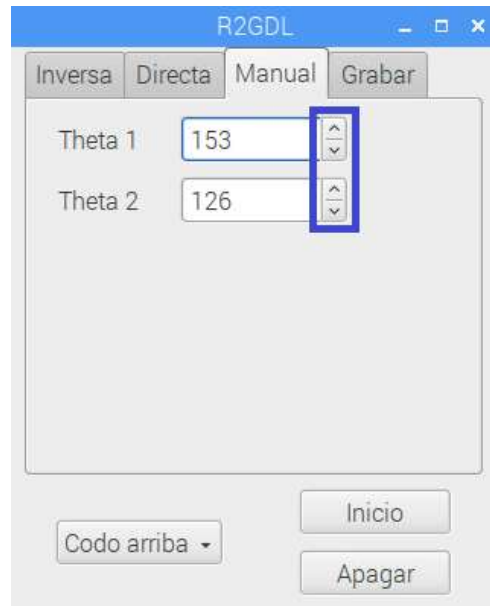 R2GDL
Inversa Directa Manual Grabar
Theta 1 153
Theta 2 126
Inicio
Codo arriba
Apagar